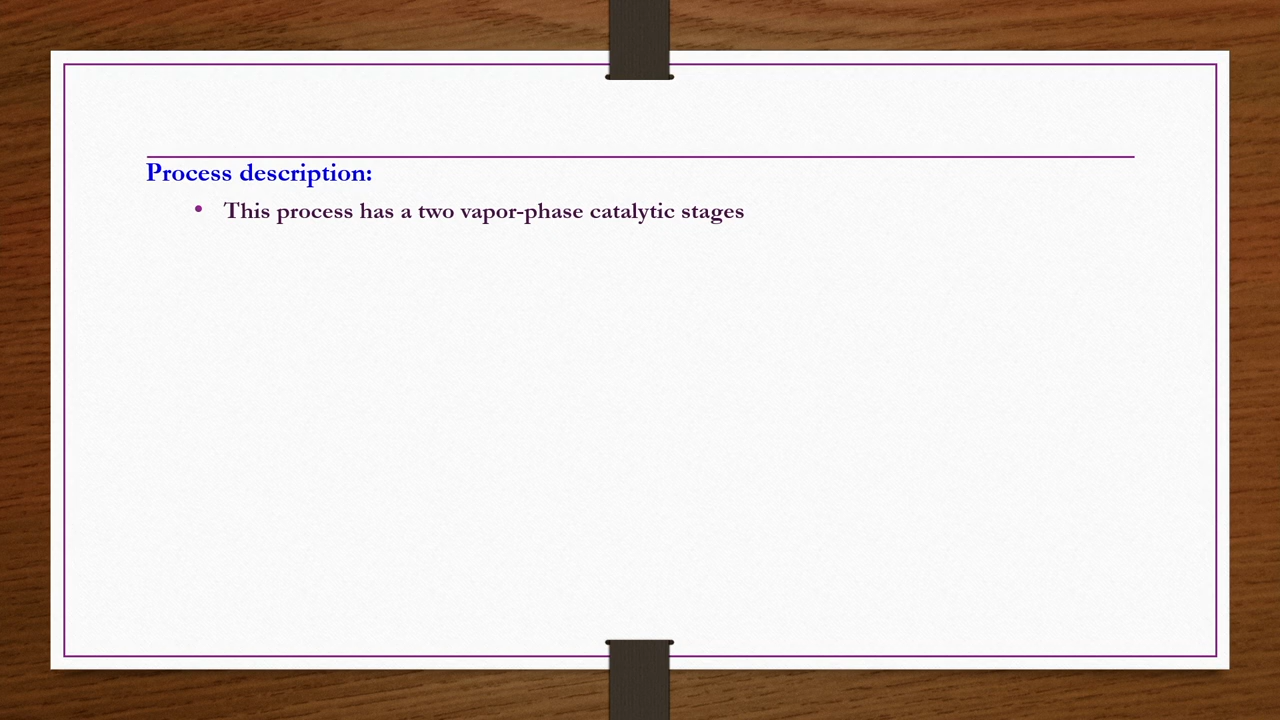 Process description:
• This process has a two vapor-phase catalytic stages